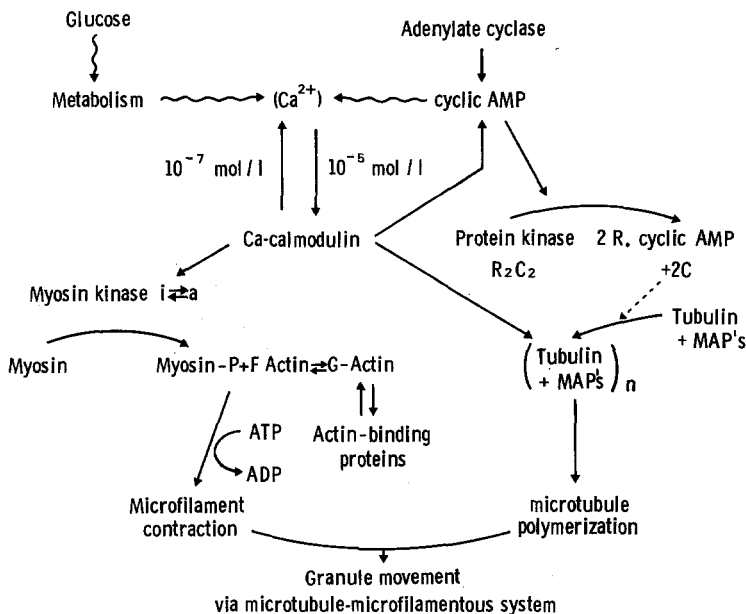 Glucose
Adenylate cyclase
Metabolism
(Ca²⁺)
cyclic AMP
10⁻⁷ mol / l
10⁻⁵ mol / l
Ca-calmodulin
Protein kinase
2 R. cyclic AMP
R₂C₂
+2C
Myosin kinase i⇄a
Tubulin
+ MAP's
Myosin
Myosin-P+F Actin⇄G-Actin
(Tubulin
+ MAP's)n
ATP
ADP
Actin-binding
proteins
Microfilament
contraction
microtubule
polymerization
Granule movement
via microtubule-microfilamentous system